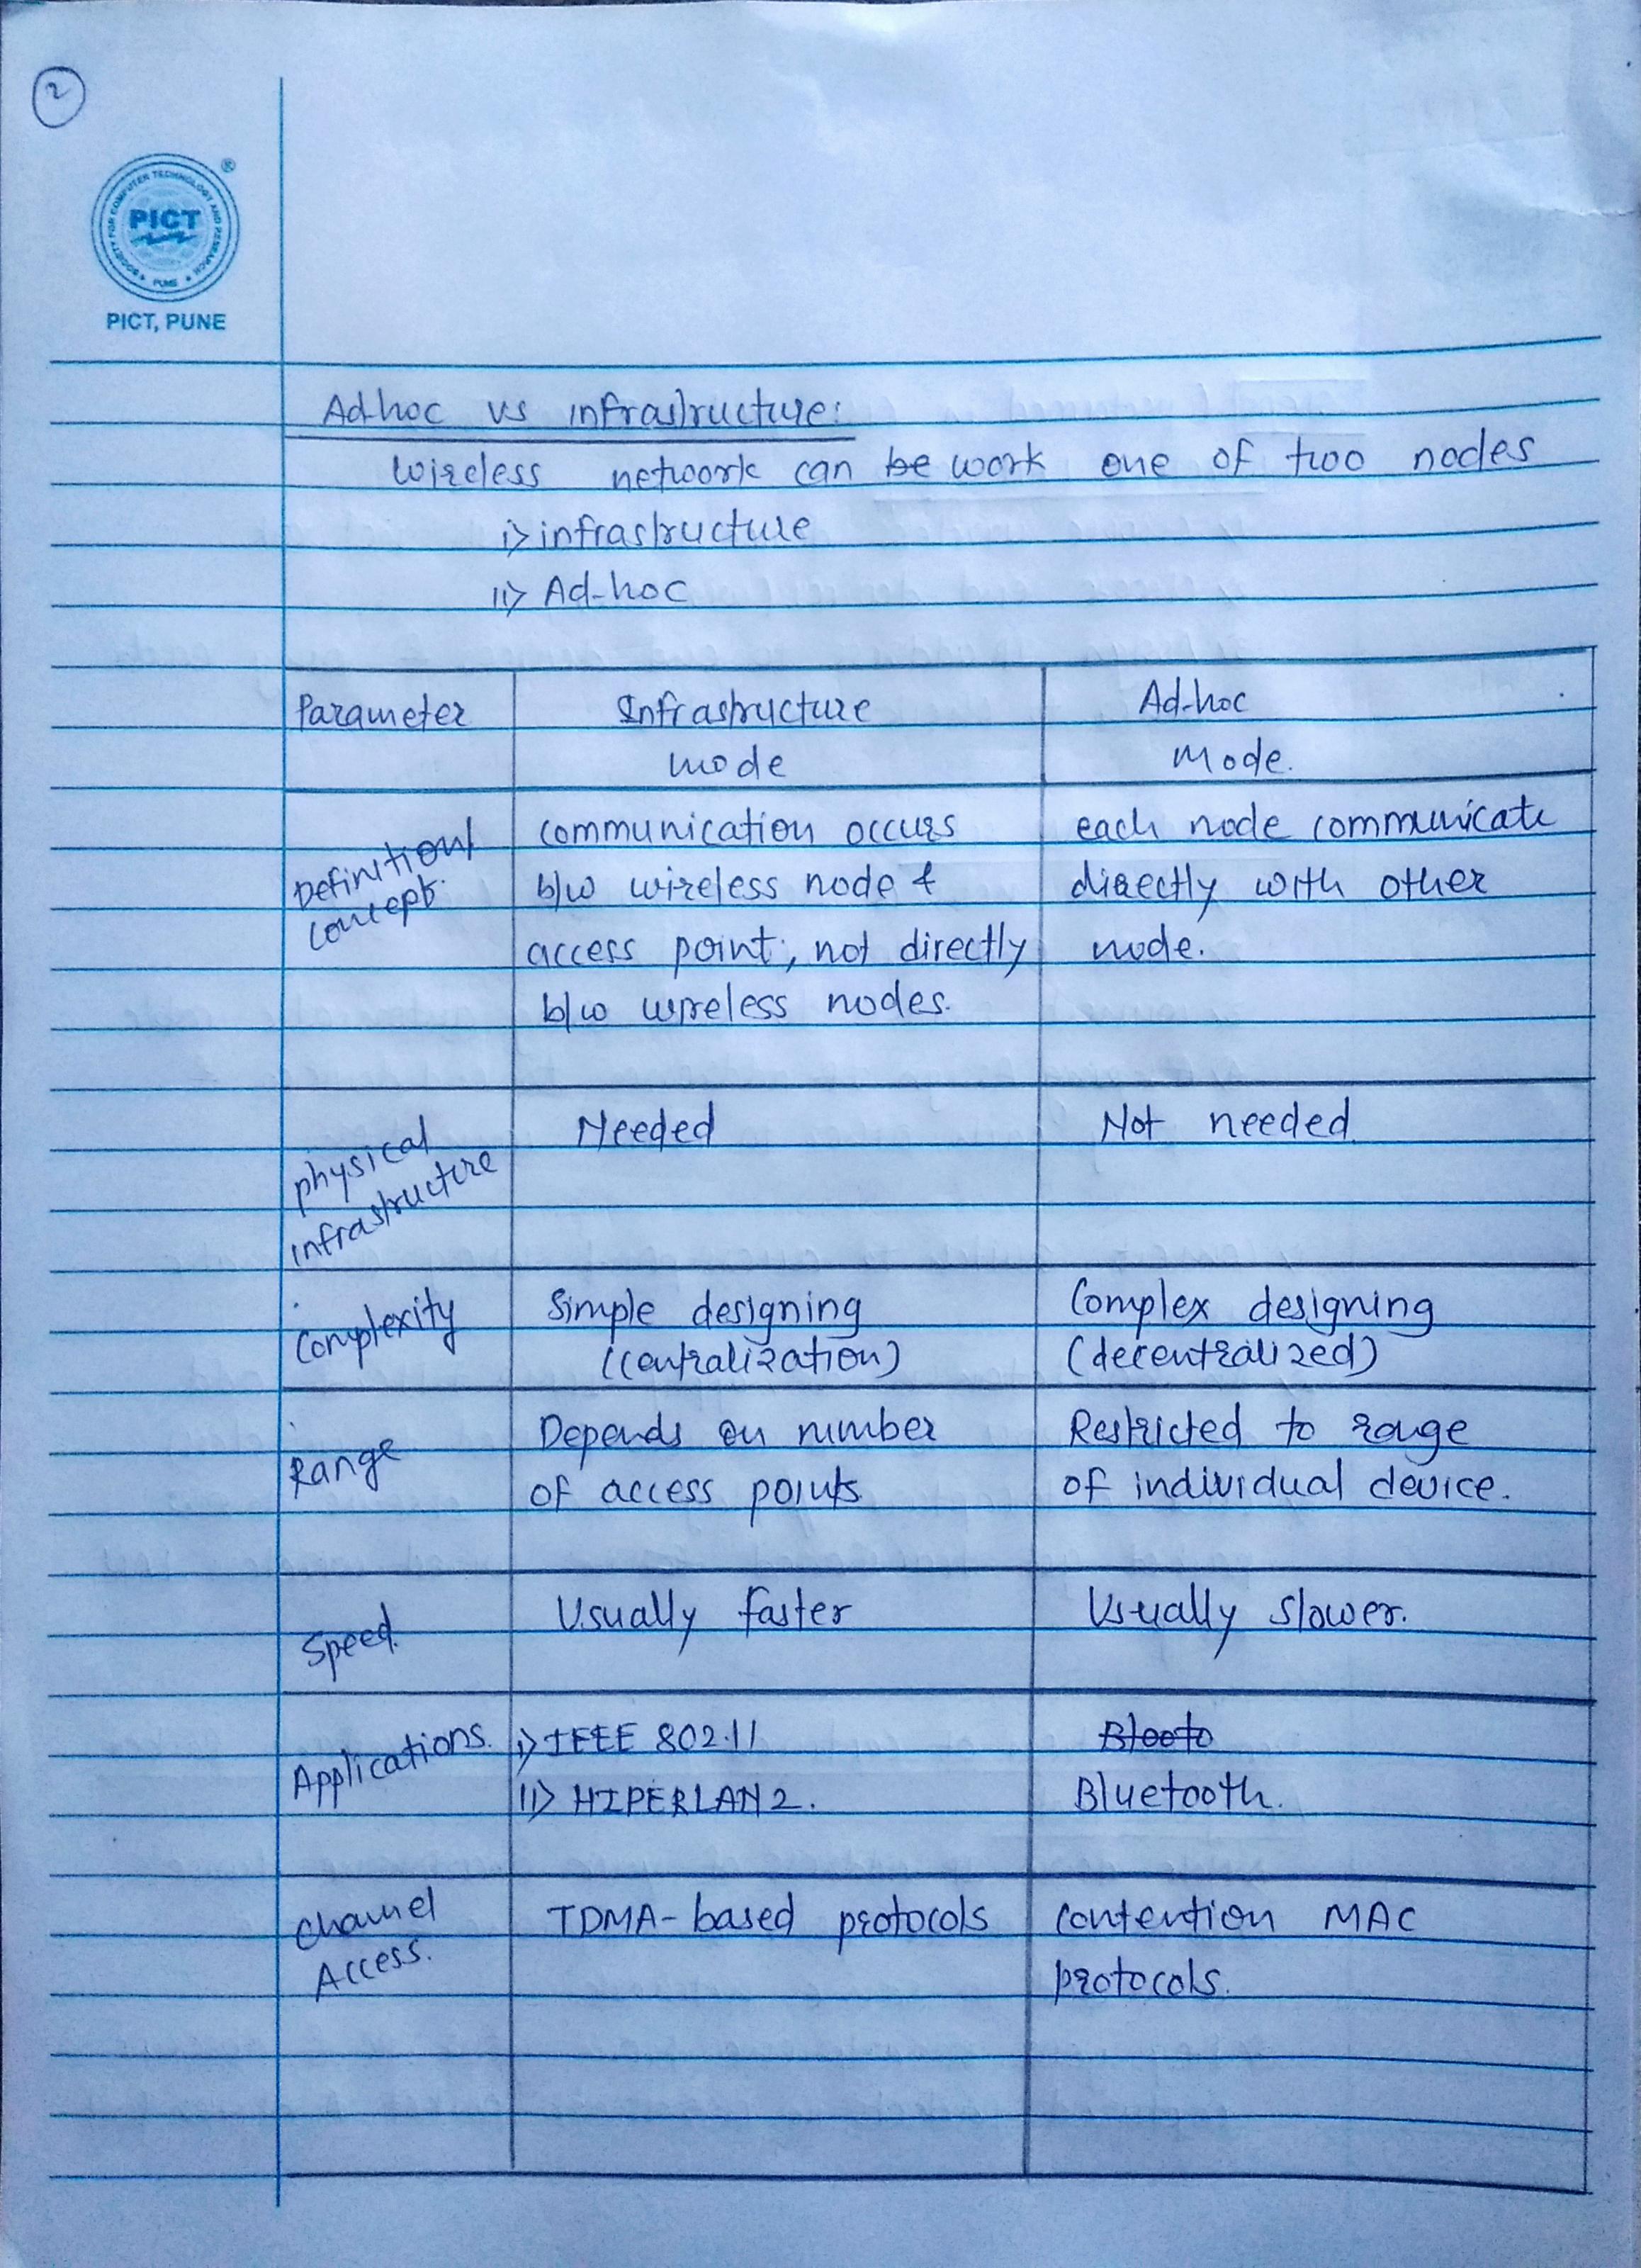 2
SOCIETY FOR COMPUTER TECHNOLOGY AND RESEARCH
PICT
PUNE
®
PICT, PUNE
Ad-hoc vs infrastructure:
Wireless network can be work one of two nodes
i> infrastructure
ii> Ad-hoc
Parameter Infrastructure Ad-hoc
mode Mode.
Definition/ communication occurs each node communicate
concept. b/w wireless node & directly with other
access point; not directly node.
b/w wireless nodes.
physical Needed Not needed.
infrastructure
Complexity Simple designing Complex designing
(centralization) (decentralized)
Range Depends on number Restricted to range
of access points of individual device.
Speed. Usually faster Usually slower.
Applications. i> IEEE 802.11 Blooto
ii> HIPERLAN2. Bluetooth.
Channel TDMA-based protocols Contention MAC
Access. protocols.